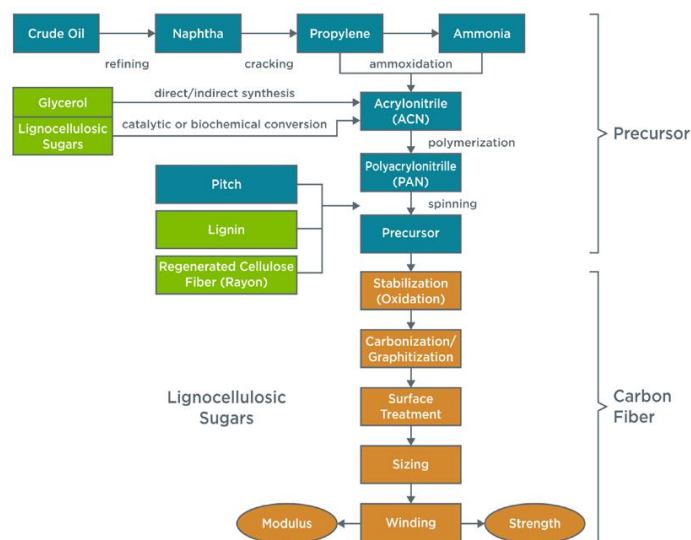 Crude Oil
Naphtha
Propylene
Ammonia
refining
cracking
ammoxidation
Glycerol
direct/indirect synthesis
Acrylonitrile
(ACN)
Lignocellulosic
Sugars
catalytic or biochemical conversion
polymerization
Precursor
Polyacrylonitrille
(PAN)
Pitch
spinning
Lignin
Precursor
Regenerated Cellulose
Fiber (Rayon)
Stabilization
(Oxidation)
Carbonization/
Graphitization
Lignocellulosic
Sugars
Surface
Treatment
Carbon
Fiber
Sizing
Modulus
Winding
Strength